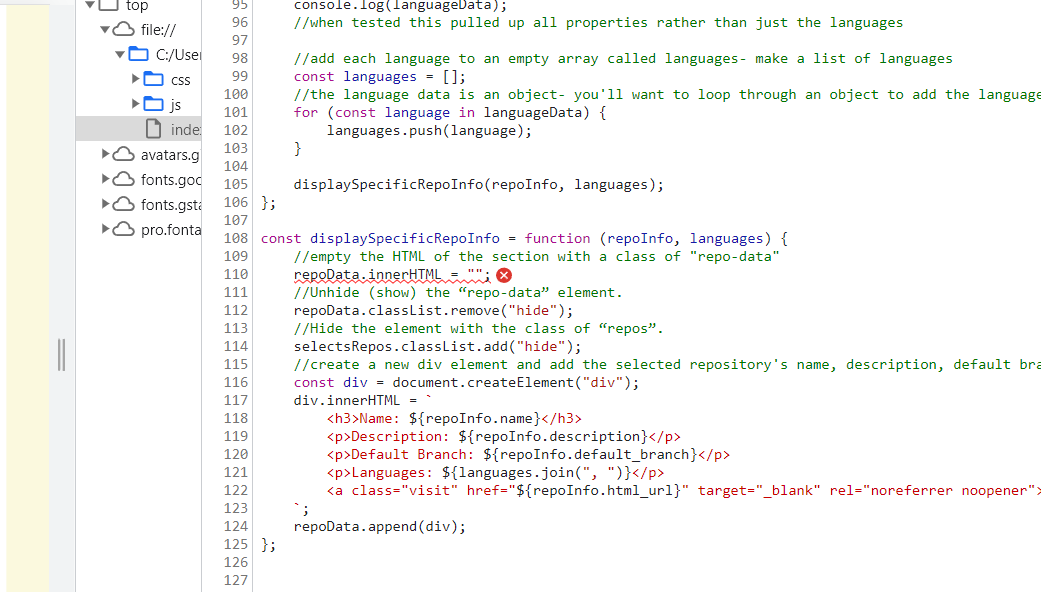 top
file://
C:/User
css
js
index
avatars.g
fonts.goo
fonts.gsta
pro.fonta
95 console.log(languageData);
96 //when tested this pulled up all properties rather than just the languages
97
98 //add each language to an empty array called languages- make a list of languages
99 const languages = [];
100 //the language data is an object- you'll want to loop through an object to add the language
101 for (const language in languageData) {
102 languages.push(language);
103 }
104
105 displaySpecificRepoInfo(repoInfo, languages);
106 };
107
108 const displaySpecificRepoInfo = function (repoInfo, languages) {
109 //empty the HTML of the section with a class of "repo-data"
110 repoData.innerHTML = "";
111 //Unhide (show) the “repo-data” element.
112 repoData.classList.remove("hide");
113 //Hide the element with the class of “repos”.
114 selectsRepos.classList.add("hide");
115 //create a new div element and add the selected repository's name, description, default bra
116 const div = document.createElement("div");
117 div.innerHTML = `
118 <h3>Name: ${repoInfo.name}</h3>
119 <p>Description: ${repoInfo.description}</p>
120 <p>Default Branch: ${repoInfo.default_branch}</p>
121 <p>Languages: ${languages.join(", ")}</p>
122 <a class="visit" href="${repoInfo.html_url}" target="_blank" rel="noreferrer noopener">
123 `;
124 repoData.append(div);
125 };
126
127